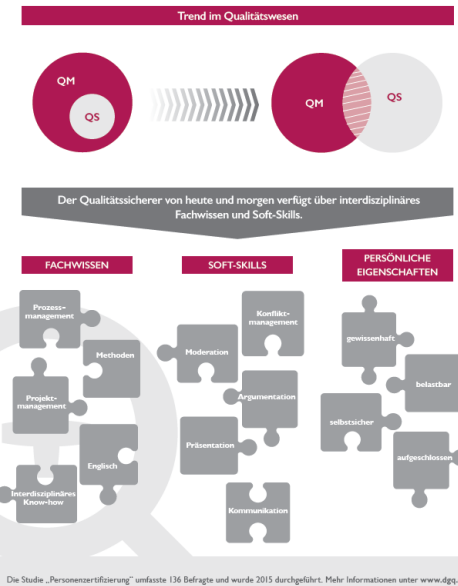 Trend im Qualitätswesen
QM
QS
QM
QS
Der Qualitätssicherer von heute und morgen verfügt über interdisziplinäres
Fachwissen und Soft-Skills.
FACHWISSEN
Prozess-
management
Methoden
Projekt-
management
Englisch
Interdisziplinäres
Know-how
SOFT-SKILLS
Konflikt-
management
Moderation
Argumentation
Präsentation
Kommunikation
PERSÖNLICHE
EIGENSCHAFTEN
gewissenhaft
belastbar
selbstsicher
aufgeschlossen
Die Studie „Personenzertifizierung" umfasste 136 Befragte und wurde 2015 durchgeführt. Mehr Informationen unter www.dgq.